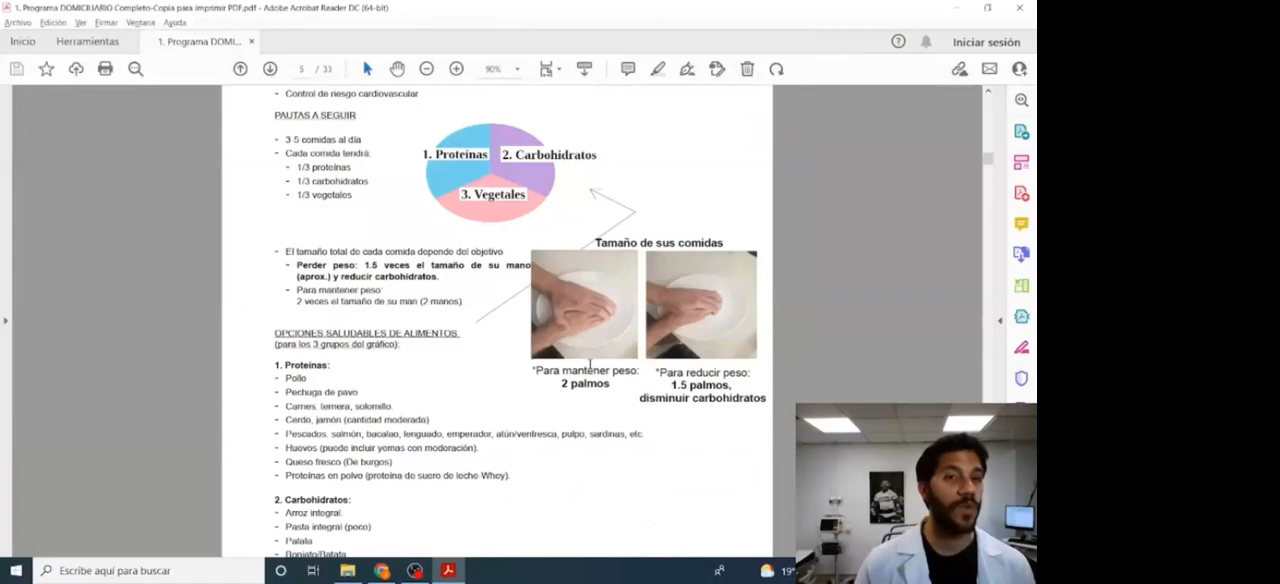 1. Programa DOMICILIARIO Completo-Copia para imprimir PDF.pdf - Adobe Acrobat Reader DC (64-bit)
Archivo Edición Ver Firmar Ventana Ayuda
Inicio Herramientas 1. Programa DOMI... × Iniciar sesión
5 / 33 90%
- Control de riesgo cardiovascular
PAUTAS A SEGUIR
- 3-5 comidas al día
- Cada comida tendrá:
- 1/3 proteínas
- 1/3 carbohidratos
- 1/3 vegetales
1. Proteínas 2. Carbohidratos
3. Vegetales
- El tamaño total de cada comida depende del objetivo
- Perder peso: 1.5 veces el tamaño de su mano
(aprox.) y reducir carbohidratos.
- Para mantener peso:
2 veces el tamaño de su man (2 manos)
Tamaño de sus comidas
*Para mantener peso:
2 palmos
*Para reducir peso:
1.5 palmos,
disminuir carbohidratos
OPCIONES SALUDABLES DE ALIMENTOS
(para los 3 grupos del gráfico):
1. Proteínas:
- Pollo
- Pechuga de pavo
- Carnes: ternera, solomillo.
- Cerdo, jamón (cantidad moderada)
- Pescados: salmón, bacalao, lenguado, emperador, atún/ventresca, pulpo, sardinas, etc.
- Huevos (puede incluir yemas con moderación).
- Queso fresco (De burgos)
- Proteínas en polvo (proteína de suero de leche-Whey).
2. Carbohidratos:
- Arroz integral.
- Pasta integral (poco)
- Patata
- Boniato/Batata
Escribe aquí para buscar
19°